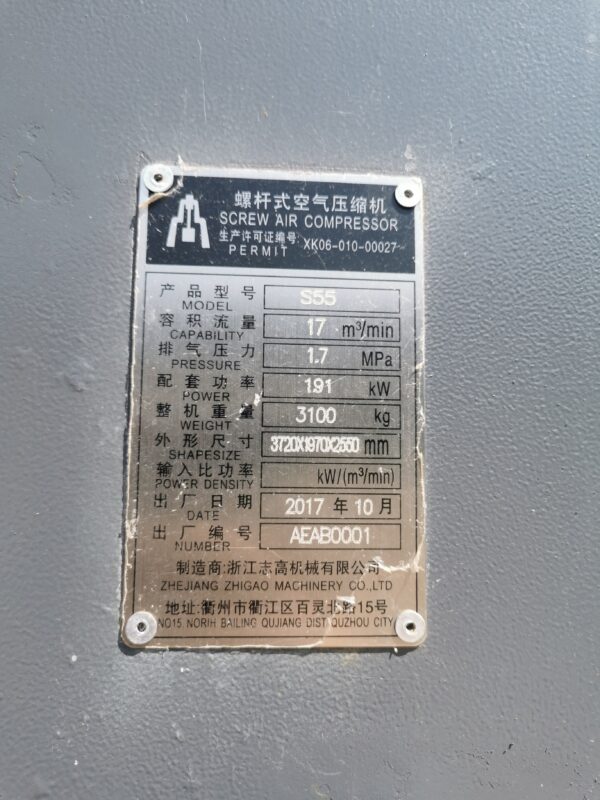 螺杆式空气压缩机
SCREW AIR COMPRESSOR
生产许可证编号: XK06-010-00027
PERMIT
产品型号 S55
MODEL
容积流量 17 m³/min
CAPABILITY
排气压力 1.7 MPa
PRESSURE
配套功率 191 kW
POWER
整机重量 3100 kg
WEIGHT
外形尺寸 3720X1970X2550 mm
SHAPESIZE
输入比功率 kW/(m³/min)
POWER DENSITY
出厂日期 2017 年 10 月
DATE
出厂编号 AEAB0001
NUMBER
制造商:浙江志高机械有限公司
ZHEJIANG ZHIGAO MACHINERY CO.,LTD
地址:衢州市衢江区百灵北路15号
NO15 NORIH BAILING QUJIANG DIST QUZHOU CITY